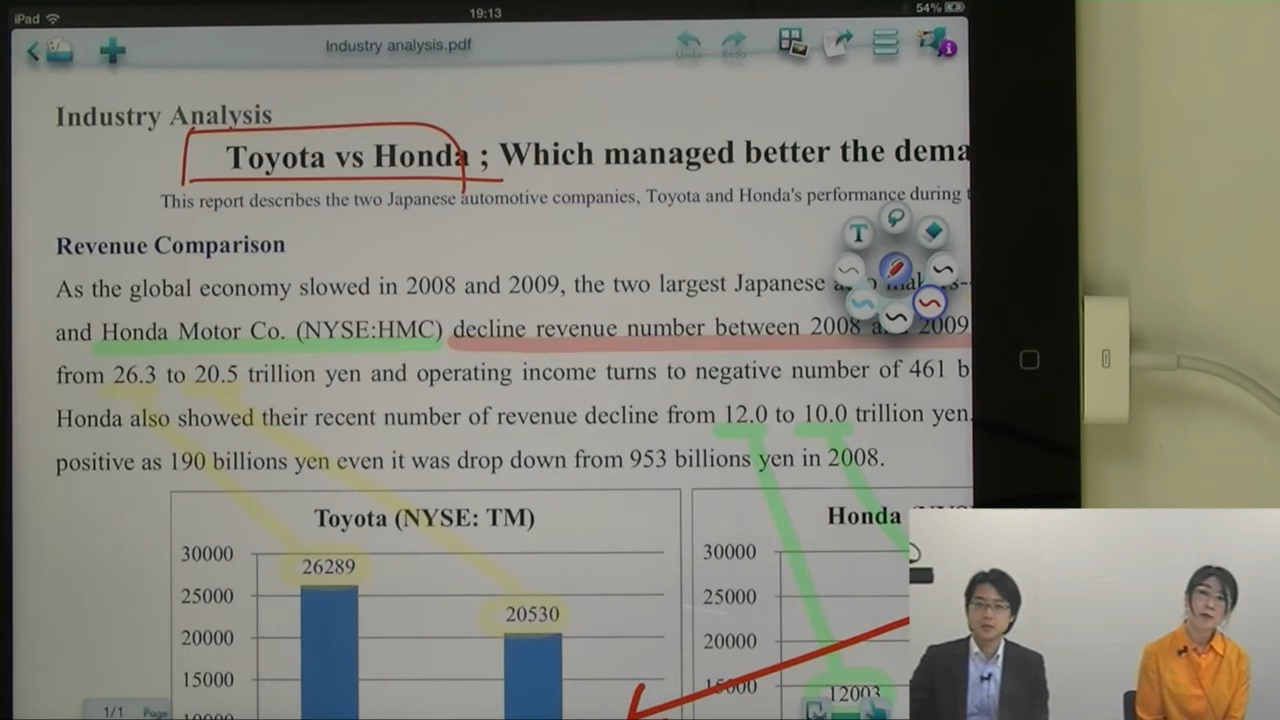 iPad
19:13
54%
Industry analysis.pdf
Undo
Redo
Industry Analysis
Toyota vs Honda ; Which managed better the dema
This report describes the two Japanese automotive companies, Toyota and Honda's performance during t
Revenue Comparison
T
As the global economy slowed in 2008 and 2009, the two largest Japanese
and Honda Motor Co. (NYSE:HMC) decline revenue number between 2008 2009
from 26.3 to 20.5 trillion yen and operating income turns to negative number of 461 b
Honda also showed their recent number of revenue decline from 12.0 to 10.0 trillion yen.
positive as 190 billions yen even it was drop down from 953 billions yen in 2008.
Toyota (NYSE: TM)
30000
25000
20000
15000
26289
20530
Honda
30000
25000
20000
15000
12003
1/1 Page